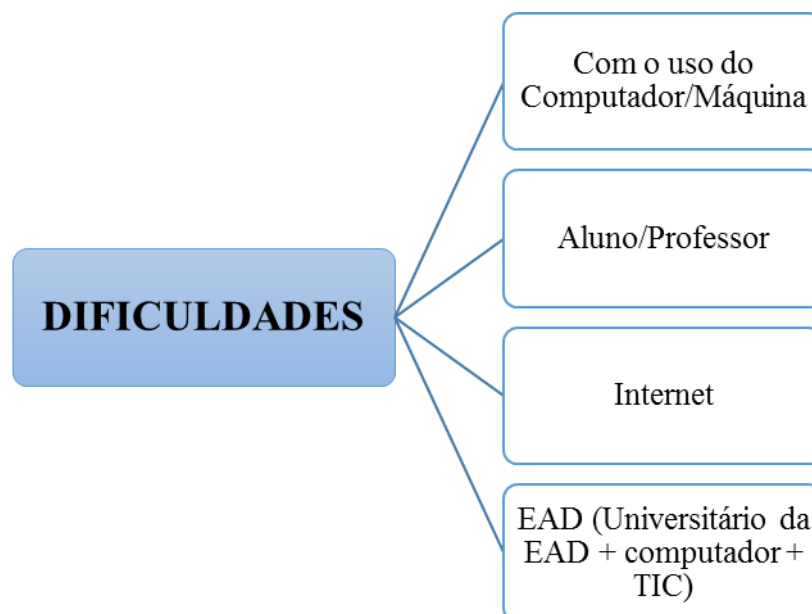 DIFICULDADES
Com o uso do
Computador/Máquina
Aluno/Professor
Internet
EAD (Universitário da
EAD + computador +
TIC)